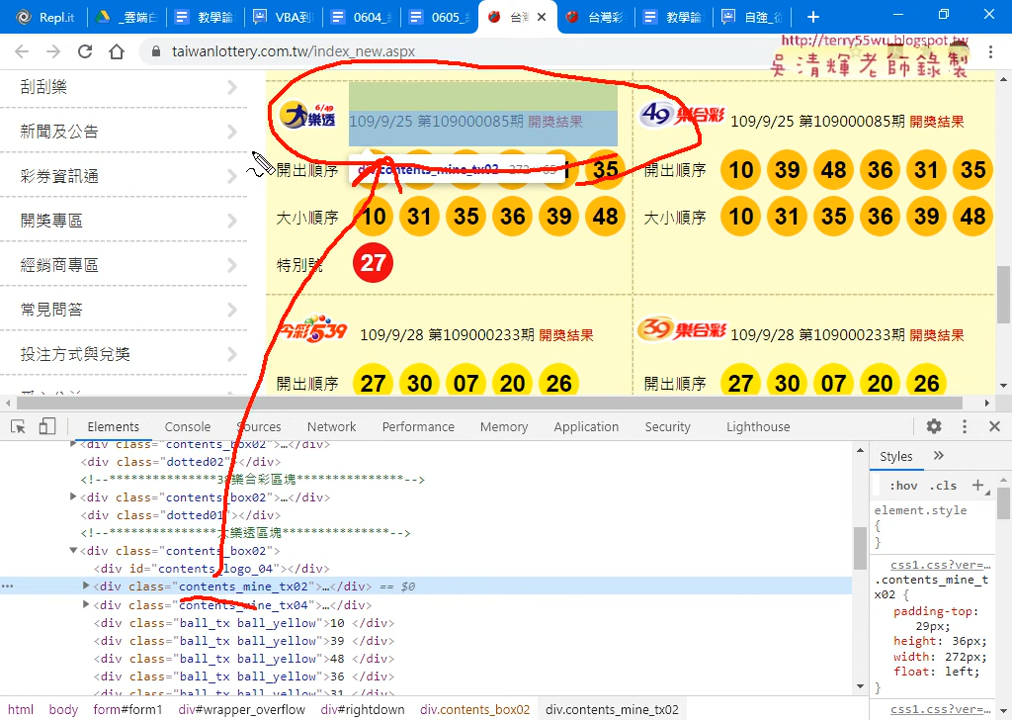 Repl.it
_雲端白
教學論
VBA到
0604_
0605_
台灣
台灣彩
教學論
自強_從
taiwanlottery.com.tw/index_new.aspx
http://terry55wu.blogspot.tw
吳清輝老師錄製
刮刮樂
新聞及公告
彩券資訊通
開獎專區
經銷商專區
常見問答
投注方式與兌獎
6/49
樂透
109/9/25 第109000085期 開獎結果
開出順序
35
大小順序 10 31 35 36 39 48
特別號 27
49 樂合彩
109/9/25 第109000085期 開獎結果
開出順序 10 39 48 36 31 35
大小順序 10 31 35 36 39 48
今彩539
109/9/28 第109000233期 開獎結果
開出順序 27 30 07 20 26
39樂合彩
109/9/28 第109000233期 開獎結果
開出順序 27 30 07 20 26
div.contents_mine_tx02
Elements Console Sources Network Performance Memory Application Security Lighthouse
<div class="contents_box02">…</div>
<div class="dotted02"></div>
<!--***************38樂合彩區塊***************-->
<div class="contents_box02">…</div>
<div class="dotted01"></div>
<!--***************大樂透區塊***************-->
<div class="contents_box02">
<div id="contents_logo_04"></div>
<div class="contents_mine_tx02">…</div> == $0
<div class="contents_mine_tx04">…</div>
<div class="ball_tx ball_yellow">10 </div>
<div class="ball_tx ball_yellow">39 </div>
<div class="ball_tx ball_yellow">48 </div>
<div class="ball_tx ball_yellow">36 </div>
<div class="ball_tx ball_yellow">31 </div>
Styles
:hov .cls +
element.style
{
}
css1.css?ver=…
.contents_mine_t
x02 {
padding-top:
29px;
height: 36px;
width: 272px;
float: left;
}
css1.css?ver=…
html body form#form1 div#wrapper_overflow div#rightdown div.contents_box02 div.contents_mine_tx02